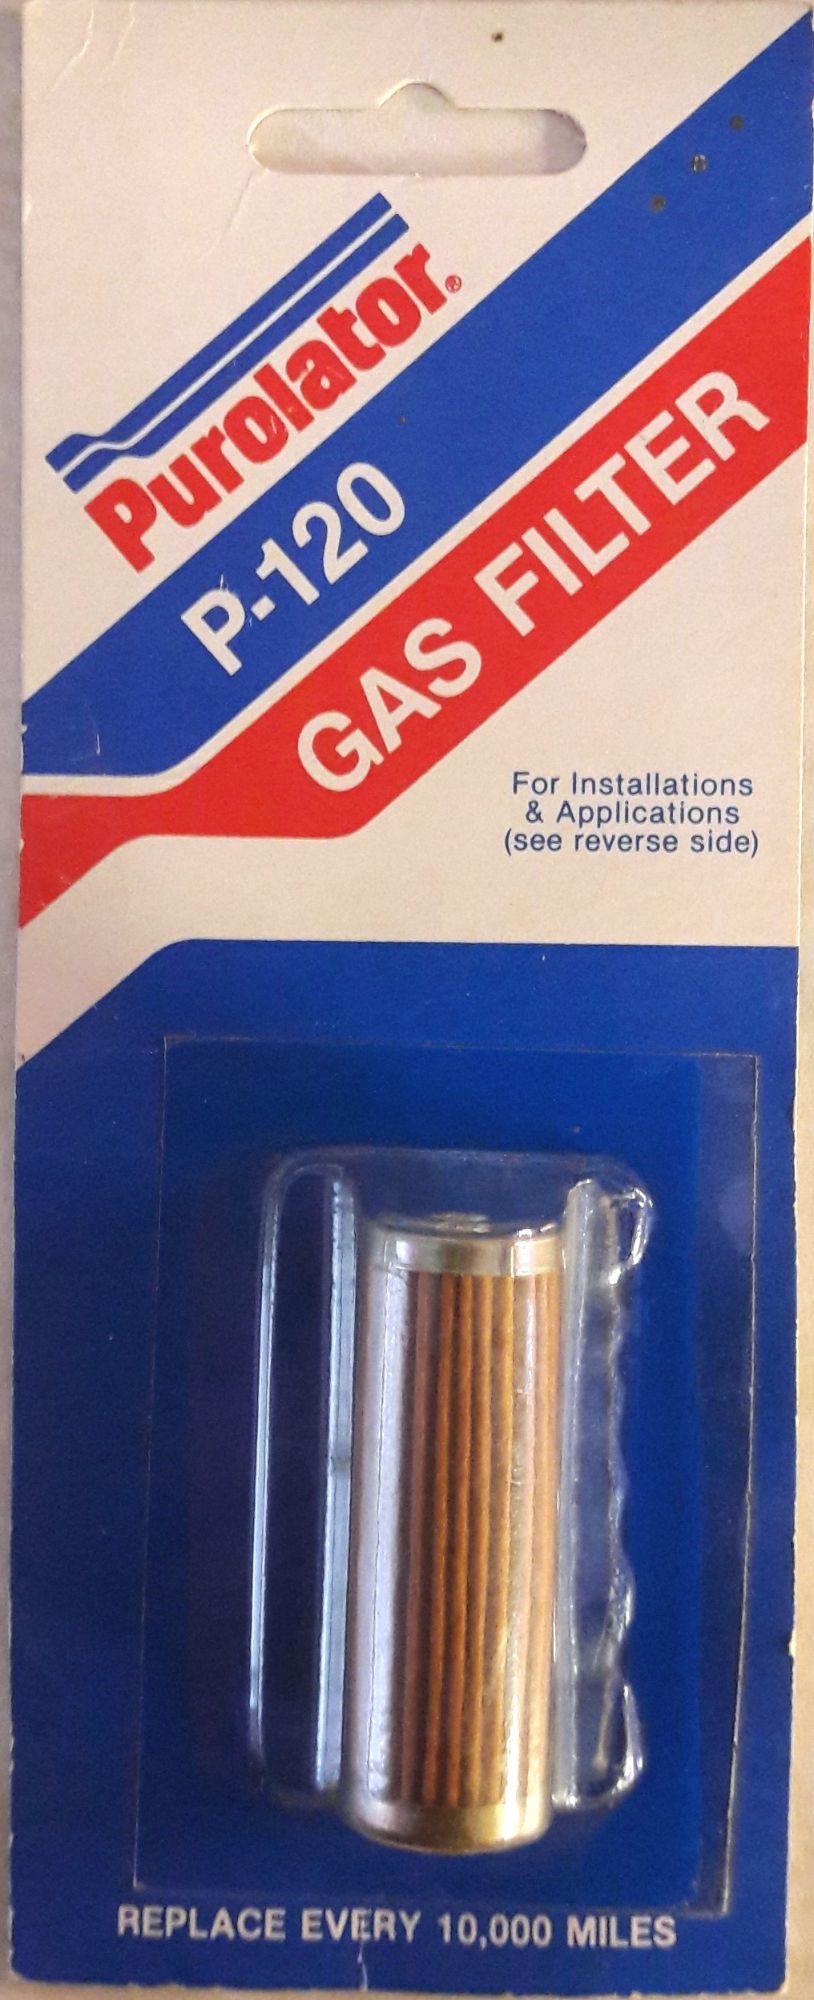 Purolator®
P-120
GAS FILTER
For Installations
& Applications
(see reverse side)
REPLACE EVERY 10,000 MILES